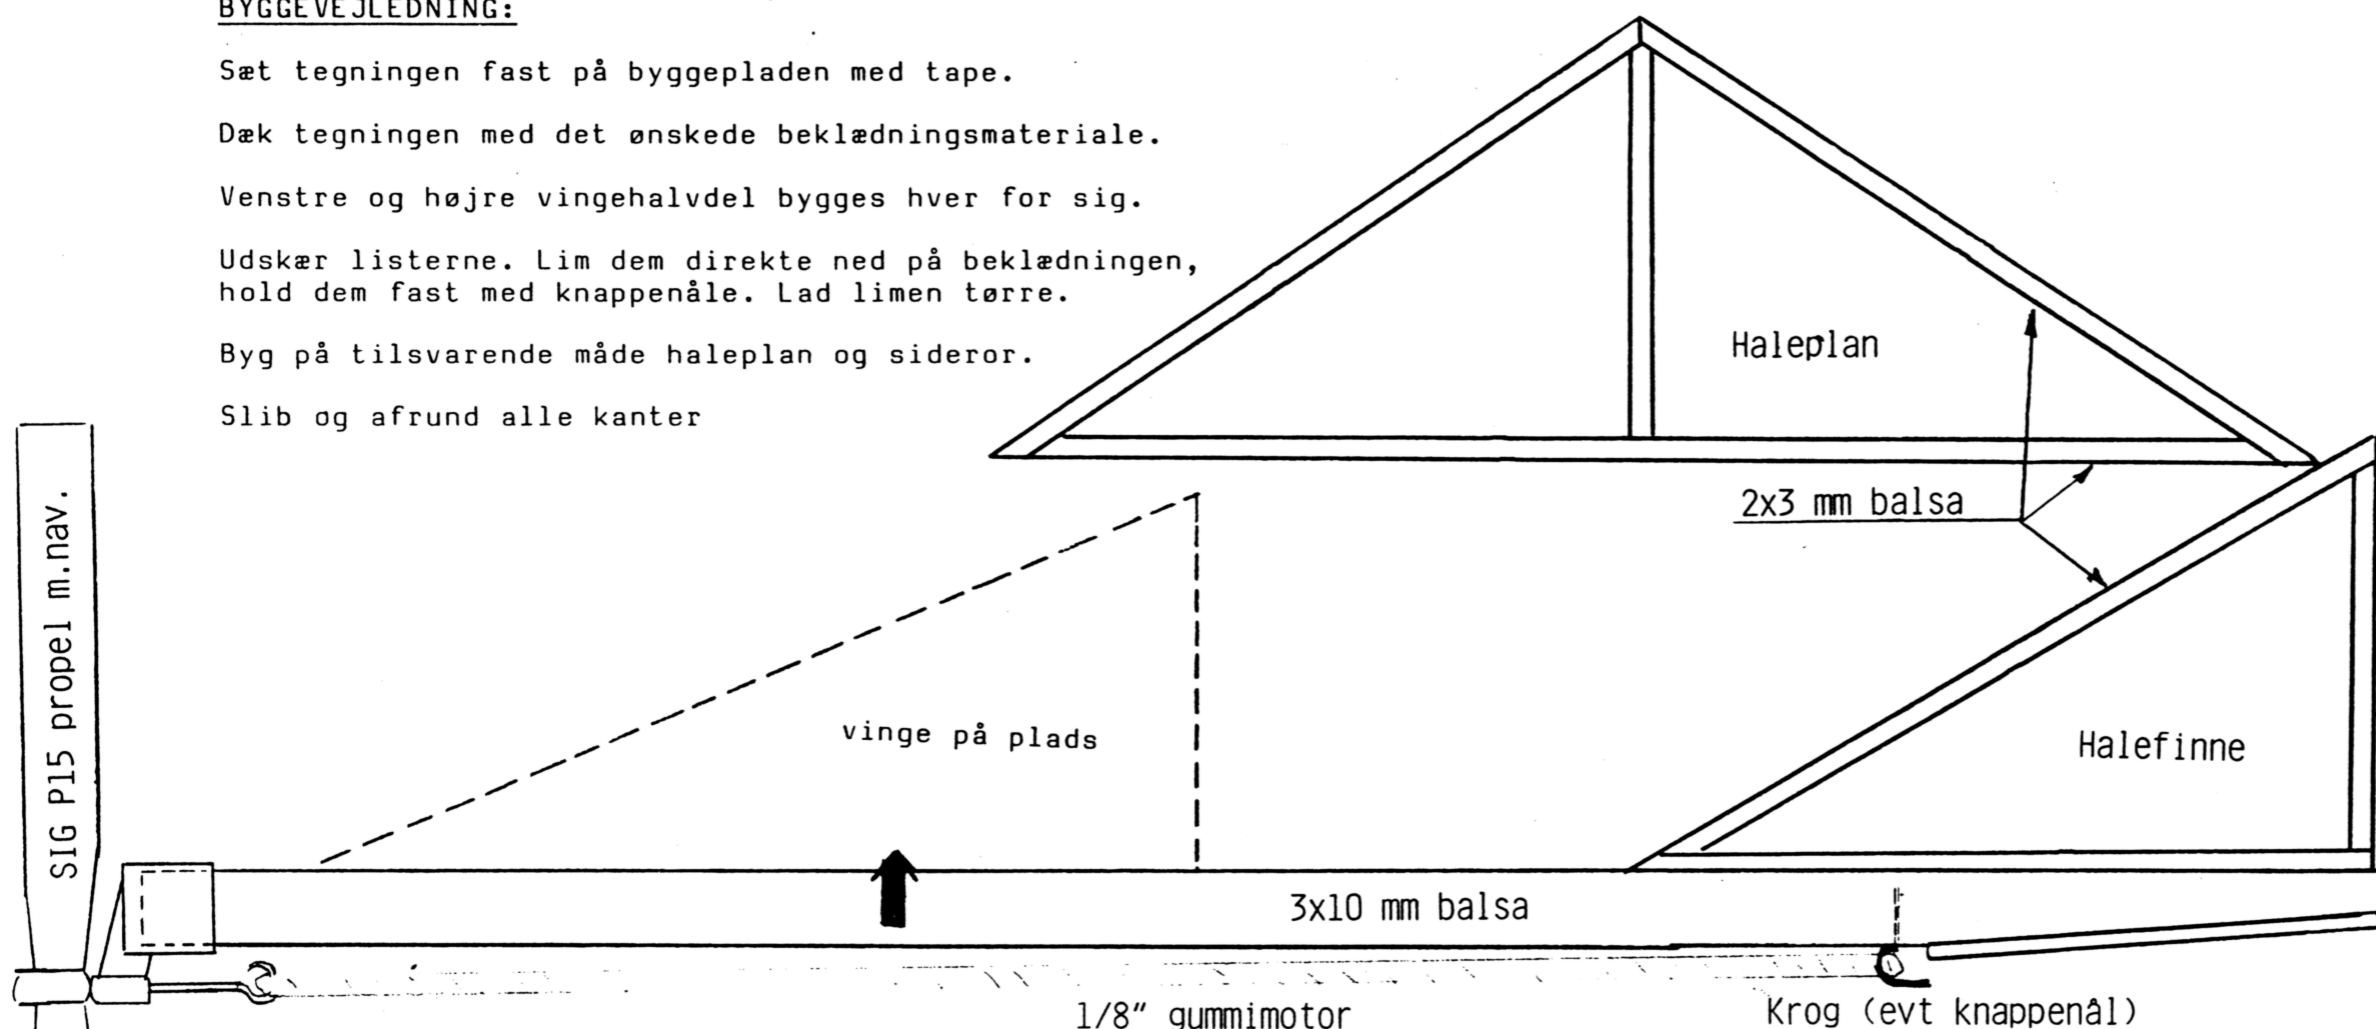 BYGGEVEJLEDNING:
Sæt tegningen fast på byggepladen med tape.
Dæk tegningen med det ønskede beklædningsmateriale.
Venstre og højre vingehalvdel bygges hver for sig.
Udskær listerne. Lim dem direkte ned på beklædningen,
hold dem fast med knappenåle. Lad limen tørre.
Byg på tilsvarende måde haleplan og sideror.
Slib og afrund alle kanter
Haleplan
2x3 mm balsa
SIG P15 propel m.nav.
vinge på plads
Halefinne
3x10 mm balsa
1/8" gummimotor
Krog (evt knappenål)